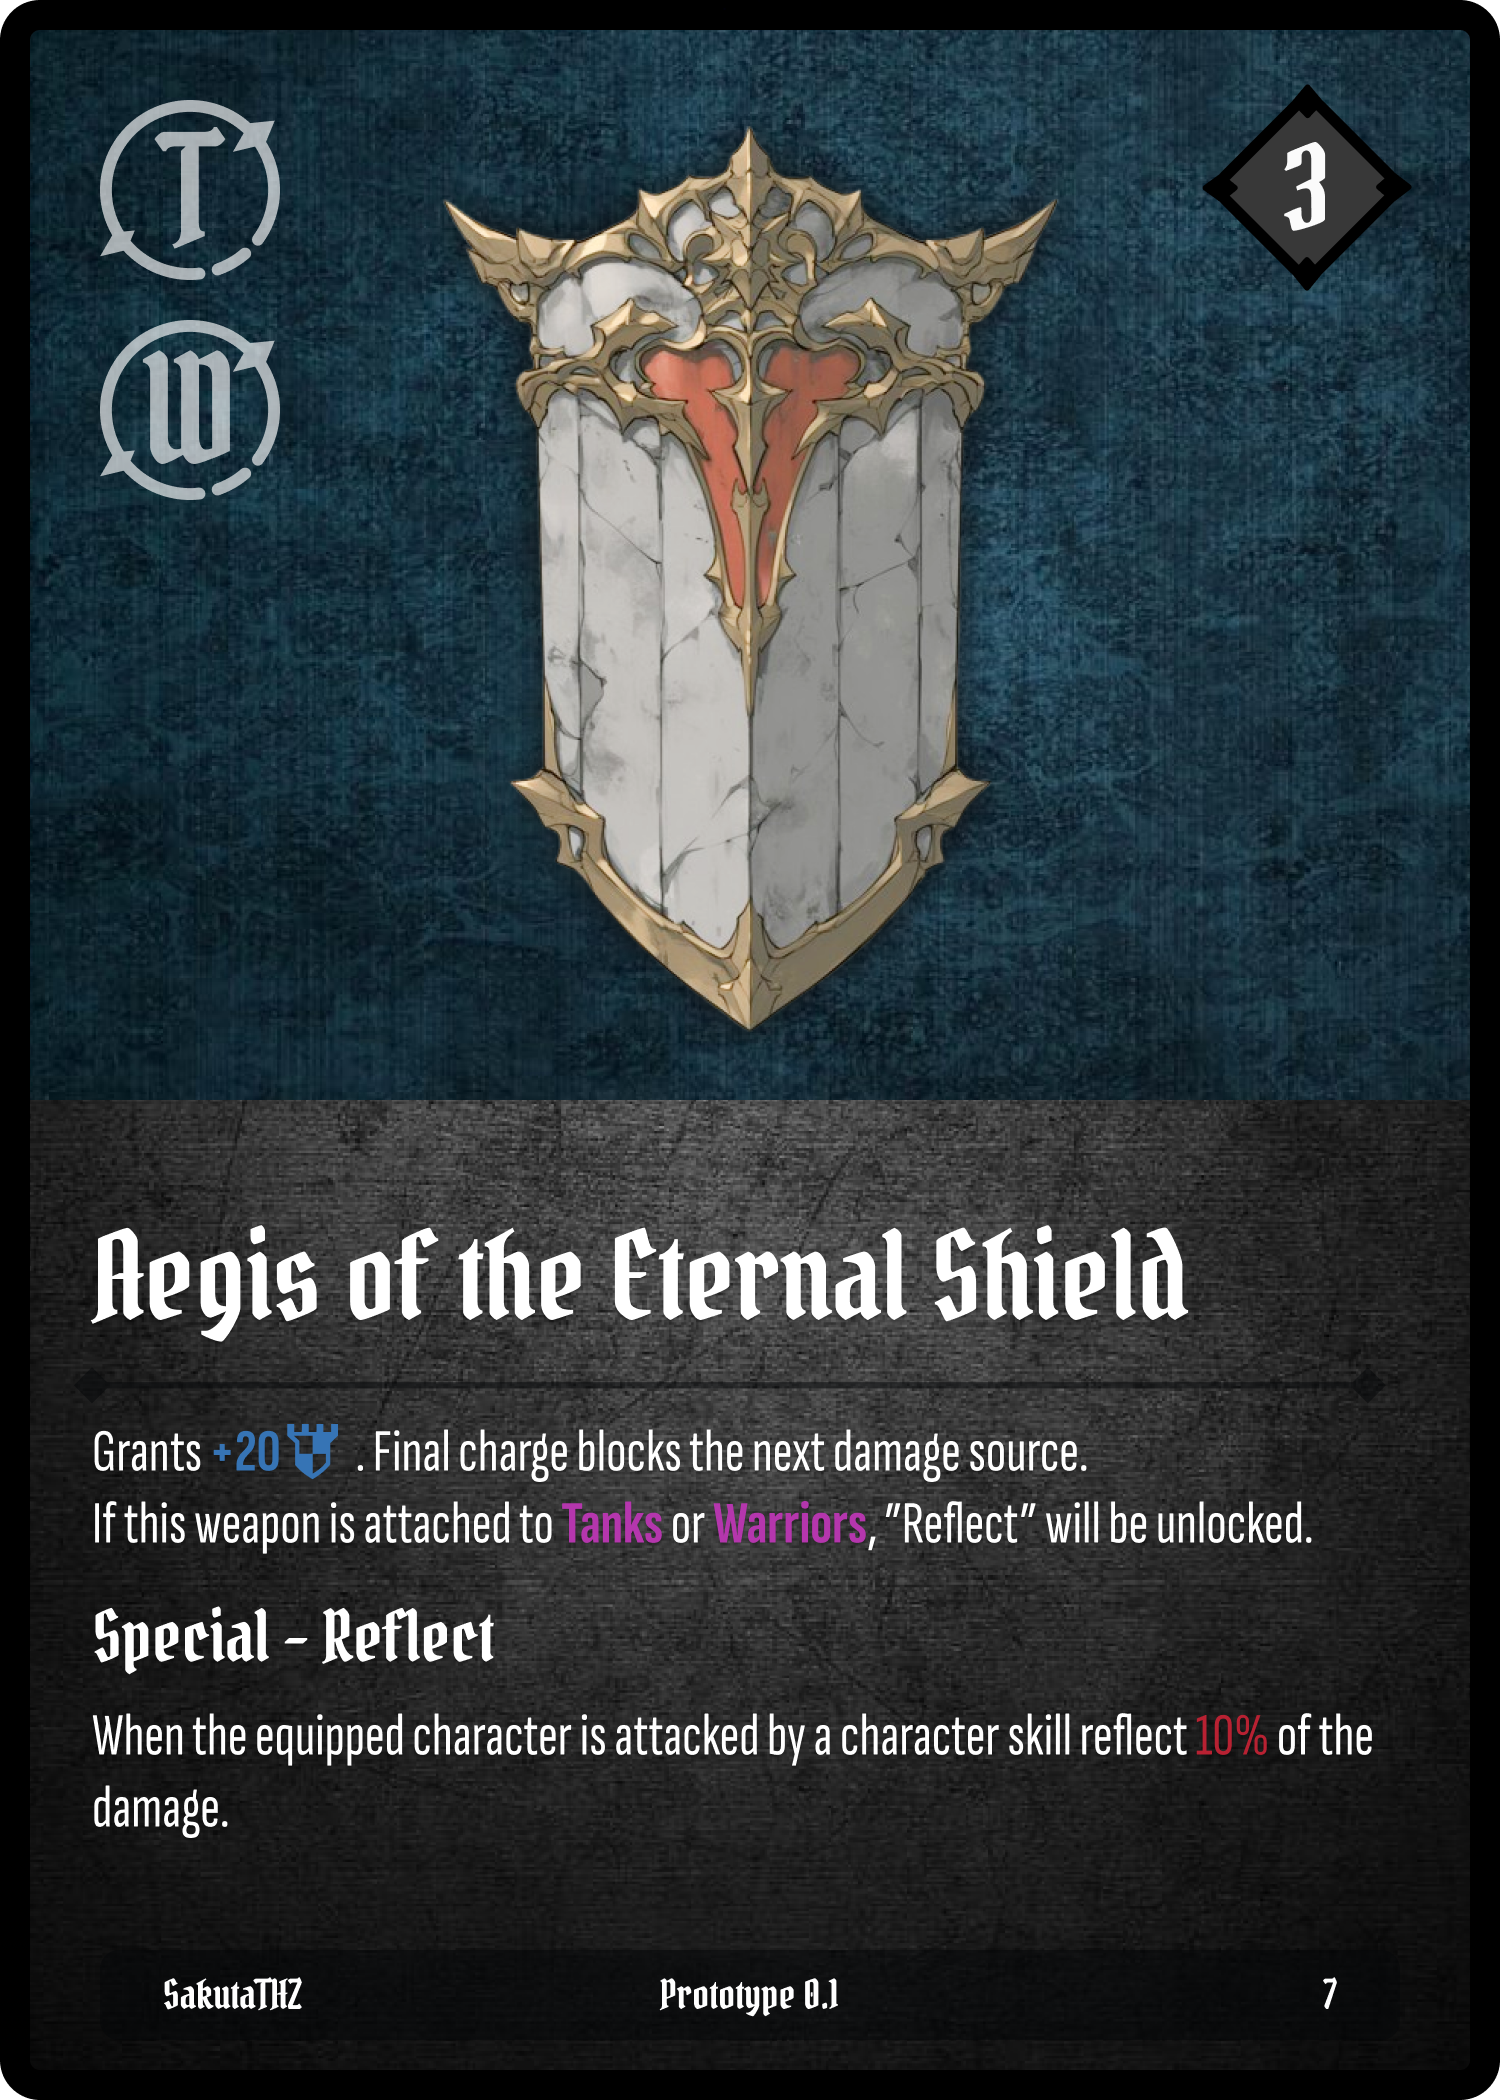 T
3
W
Aegis of the Eternal Shield
Grants +20 . Final charge blocks the next damage source.
If this weapon is attached to Tanks or Warriors, "Reflect" will be unlocked.
Special - Reflect
When the equipped character is attacked by a character skill reflect 10% of the
damage.
SakutaTHZ Prototype 0.1 7